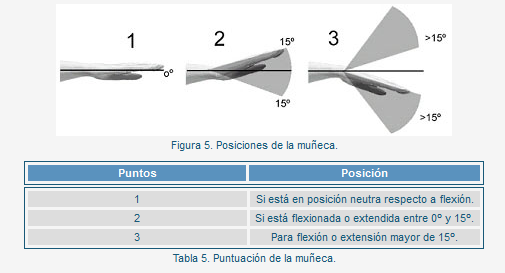 1
2
3
0º
15º
15º
>15º
>15º
Figura 5. Posiciones de la muñeca.
Puntos Posición
1 Si está en posición neutra respecto a flexión.
2 Si está flexionada o extendida entre 0º y 15º.
3 Para flexión o extensión mayor de 15º.
Tabla 5. Puntuación de la muñeca.